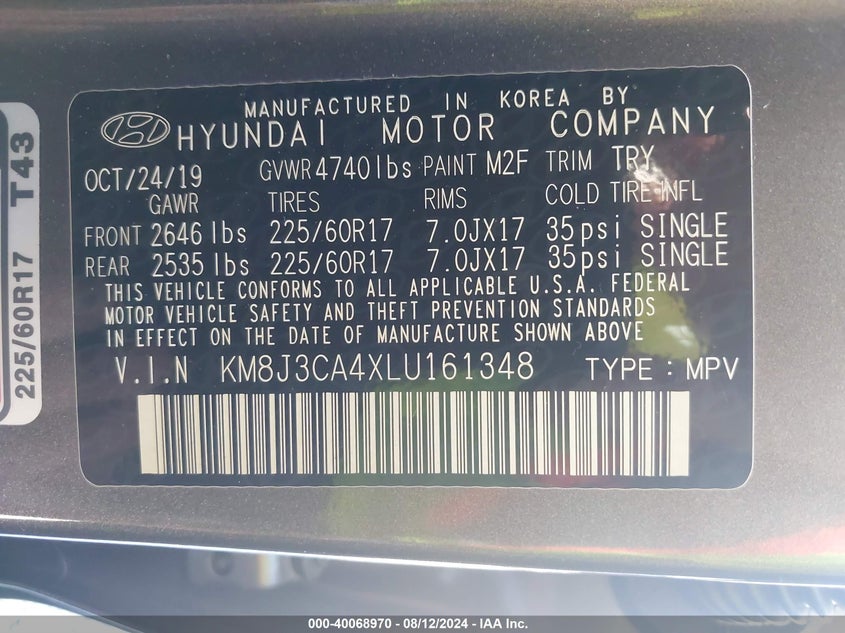 MANUFACTURED IN KOREA BY
HYUNDAI MOTOR COMPANY
OCT/24/19 GVWR 4740lbs PAINT M2F TRIM TRY
GAWR TIRES RIMS COLD TIRE INFL
FRONT 2646 lbs 225/60R17 7.0JX17 35psi SINGLE
REAR 2535 lbs 225/60R17 7.0JX17 35psi SINGLE
THIS VEHICLE CONFORMS TO ALL APPLICABLE U.S.A. FEDERAL
MOTOR VEHICLE SAFETY AND THEFT PREVENTION STANDARDS
IN EFFECT ON THE DATE OF MANUFACTURE SHOWN ABOVE
V.I.N KM8J3CA4XLU161348 TYPE : MPV
225/60R17 T43
000-40068970 - 08/12/2024 - IAA Inc.